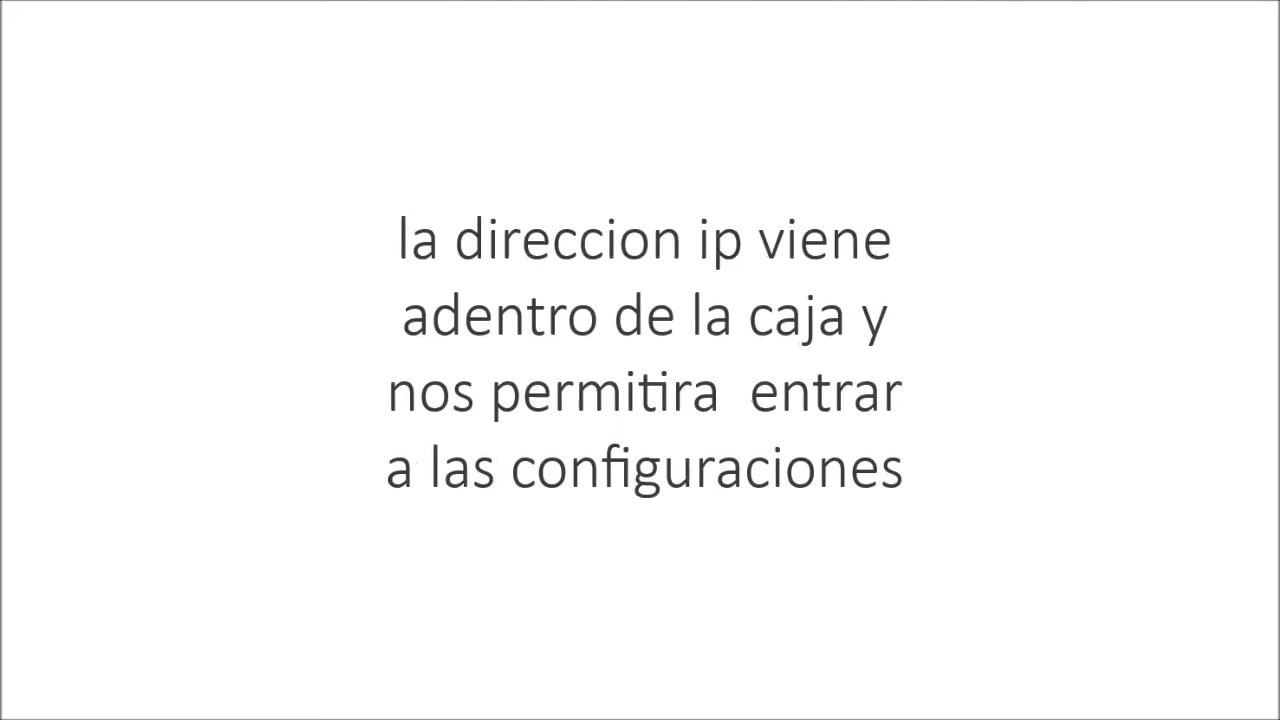 la direccion ip viene
adentro de la caja y
nos permitira  entrar
a las configuraciones